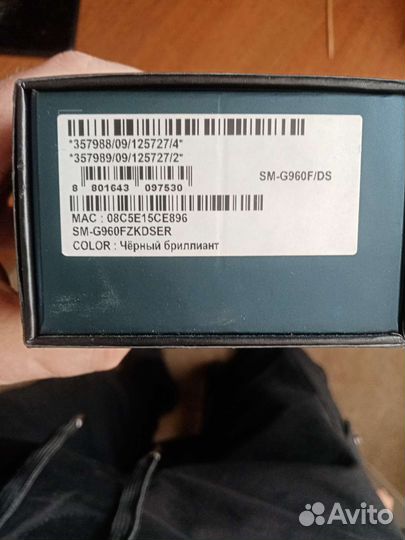 *357988/09/125727/4*
*357989/09/125727/2*
SM-G960F/DS
8 801643 097530
MAC : 08C5E15CE896
SM-G960FZKDSER
COLOR : Чёрный бриллиант
Avito